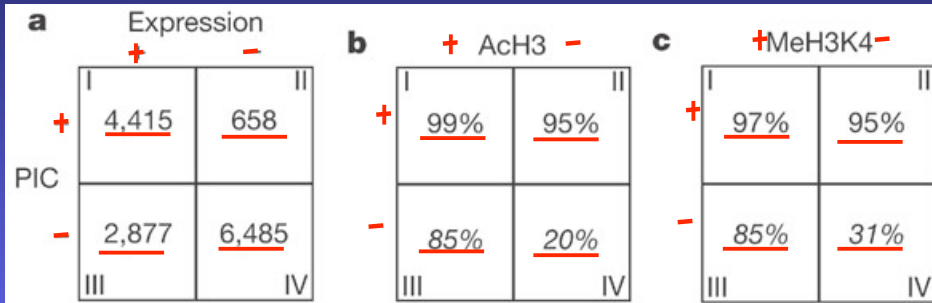 a Expression
+ -
I II
+ 4,415 658
PIC
- 2,877 6,485
III IV
b + AcH3 -
I II
+ 99% 95%
- 85% 20%
III IV
c +MeH3K4-
I II
+ 97% 95%
- 85% 31%
III IV